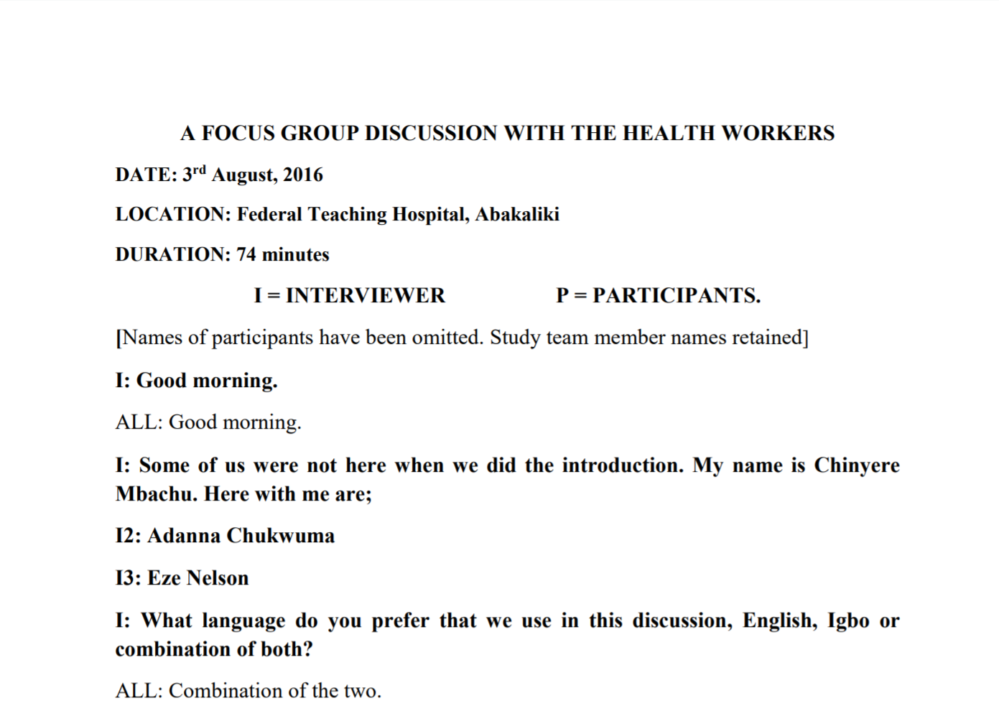 A FOCUS GROUP DISCUSSION WITH THE HEALTH WORKERS
DATE: 3rd August, 2016
LOCATION: Federal Teaching Hospital, Abakaliki
DURATION: 74 minutes
I = INTERVIEWER P = PARTICIPANTS.
[Names of participants have been omitted. Study team member names retained]
I: Good morning.
ALL: Good morning.
I: Some of us were not here when we did the introduction. My name is Chinyere
Mbachu. Here with me are;
I2: Adanna Chukwuma
I3: Eze Nelson
I: What language do you prefer that we use in this discussion, English, Igbo or
combination of both?
ALL: Combination of the two.